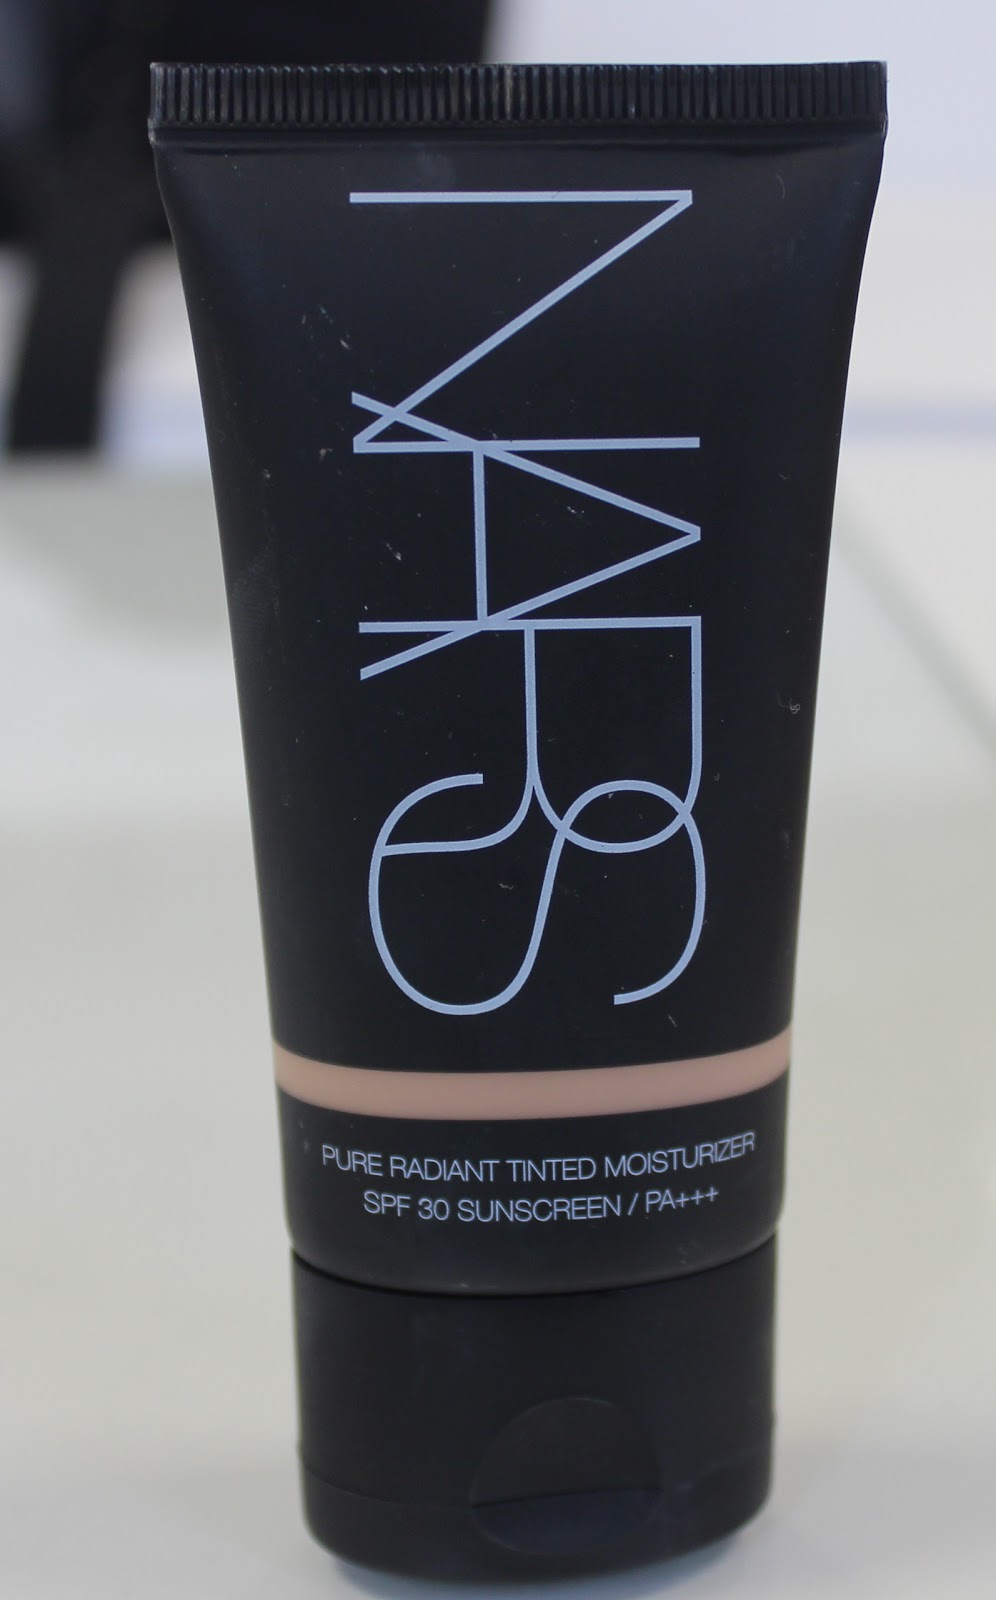 NARS
PURE RADIANT TINTED MOISTURIZER
SPF 30 SUNSCREEN / PA+++